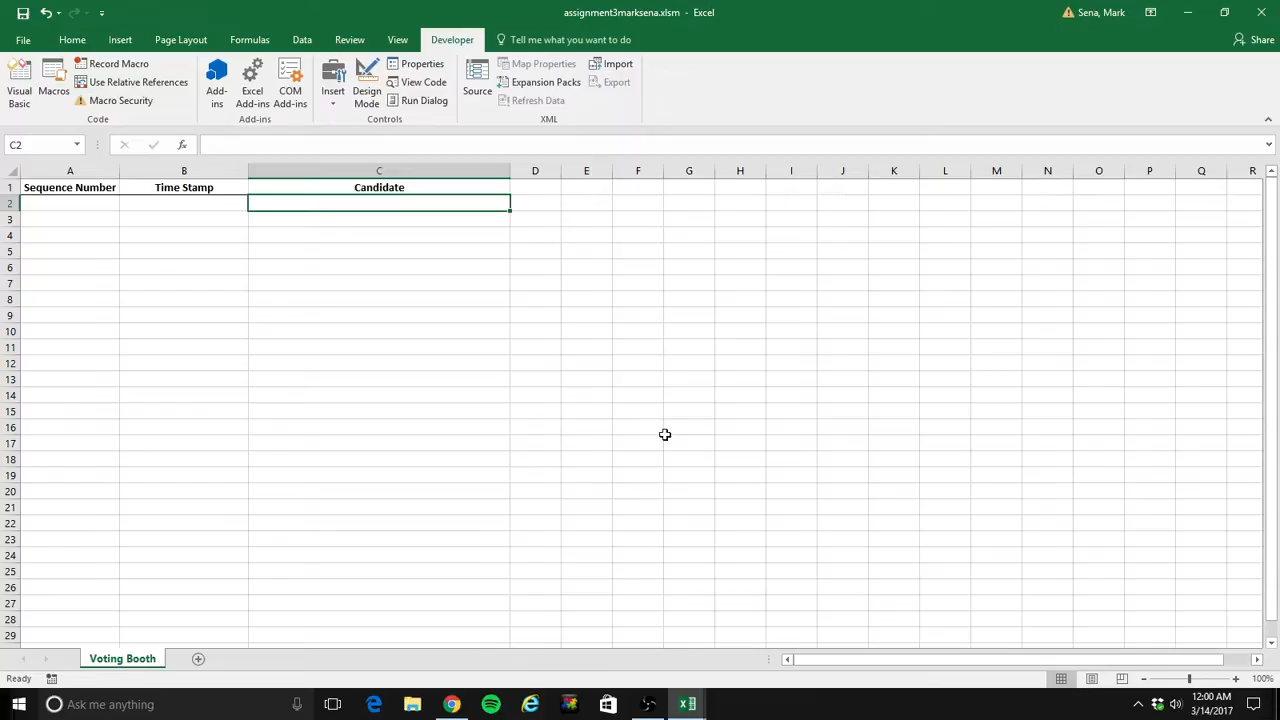 assignment3marksena.xlsm - Excel
Sena, Mark
File Home Insert Page Layout Formulas Data Review View Developer Tell me what you want to do Share
Visual Basic
Macros
Record Macro
Use Relative References
Macro Security
Code
Add-ins
Excel Add-ins
COM Add-ins
Add-ins
Insert
Design Mode
Properties
View Code
Run Dialog
Controls
Source
Map Properties
Expansion Packs
Refresh Data
Import
Export
XML
C2
fx
A B C D E F G H I J K L M N O P Q R
1 Sequence Number Time Stamp Candidate
2
3
4
5
6
7
8
9
10
11
12
13
14
15
16
17
18
19
20
21
22
23
24
25
26
27
28
29
Voting Booth
Ready
100%
Ask me anything
12:00 AM
3/14/2017